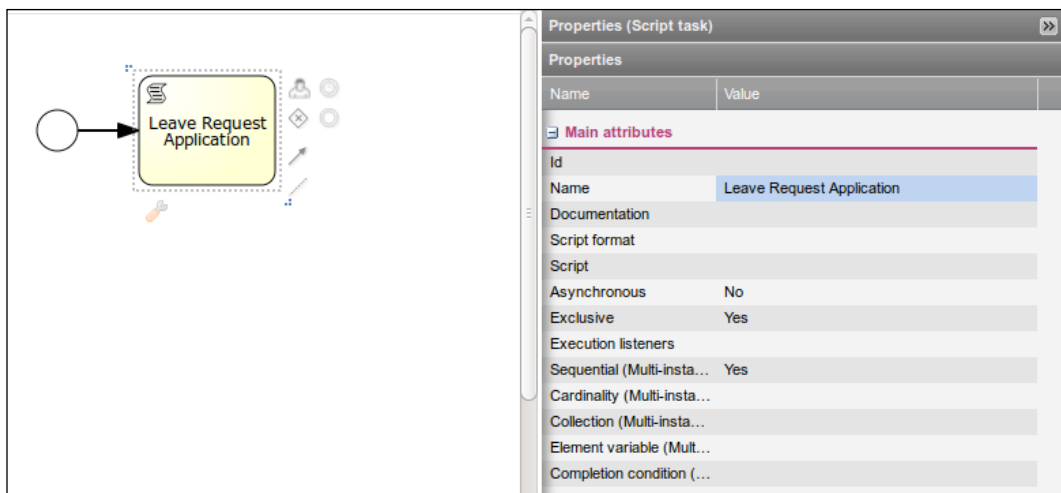 Leave Request
Application
Properties (Script task)
Properties
Name Value
Main attributes
Id
Name Leave Request Application
Documentation
Script format
Script
Asynchronous No
Exclusive Yes
Execution listeners
Sequential (Multi-insta... Yes
Cardinality (Multi-insta...
Collection (Multi-insta...
Element variable (Mult...
Completion condition (...